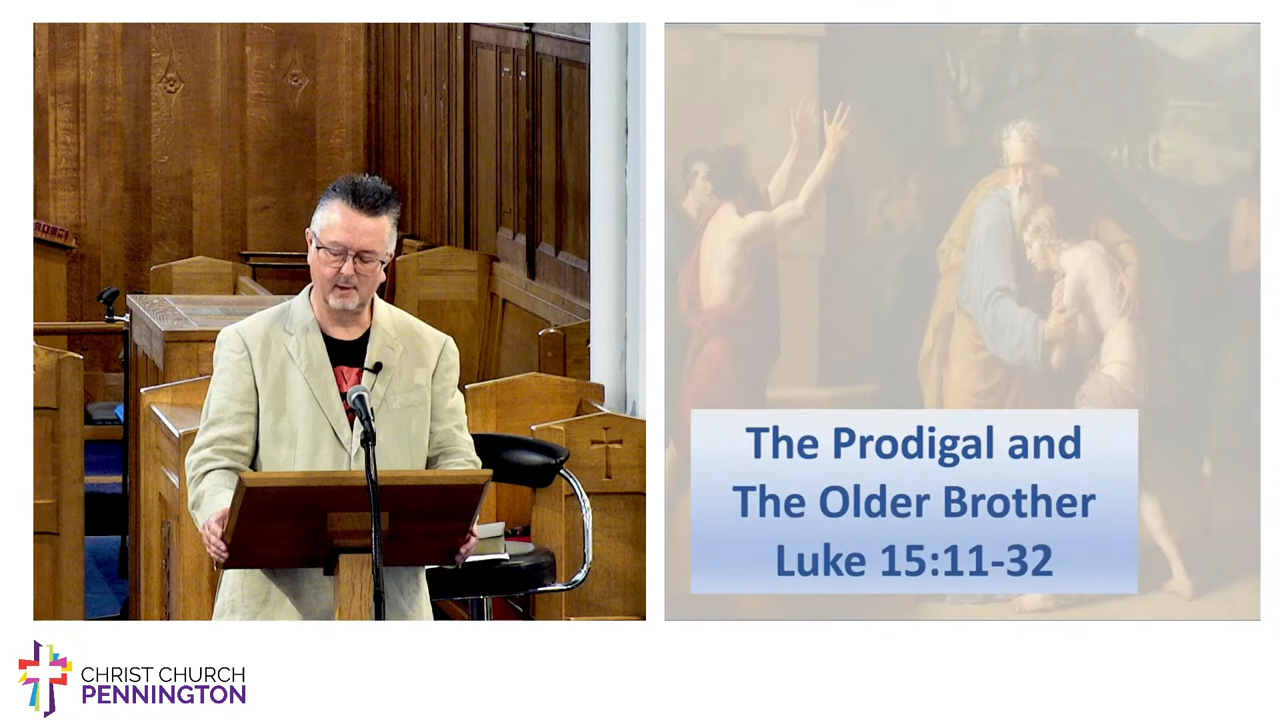 The Prodigal and
The Older Brother
Luke 15:11-32
CHRIST CHURCH
PENNINGTON